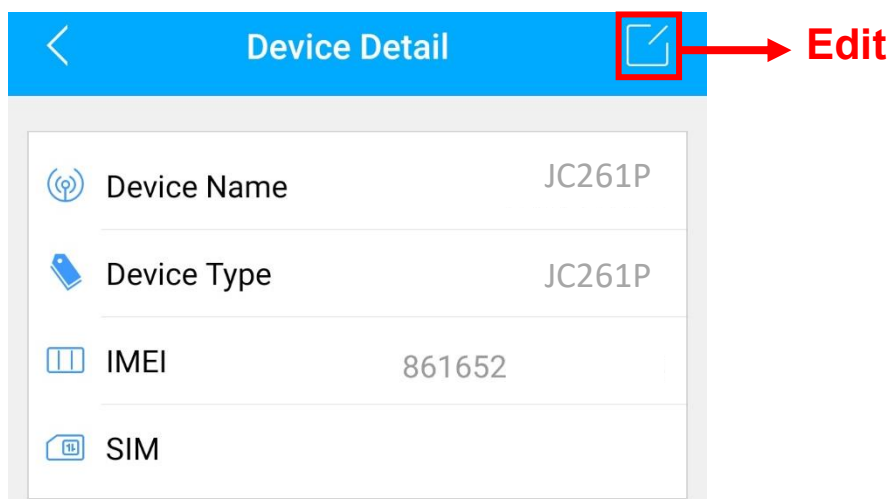 Device Detail
Edit
Device Name JC261P
Device Type JC261P
IMEI 861652
SIM